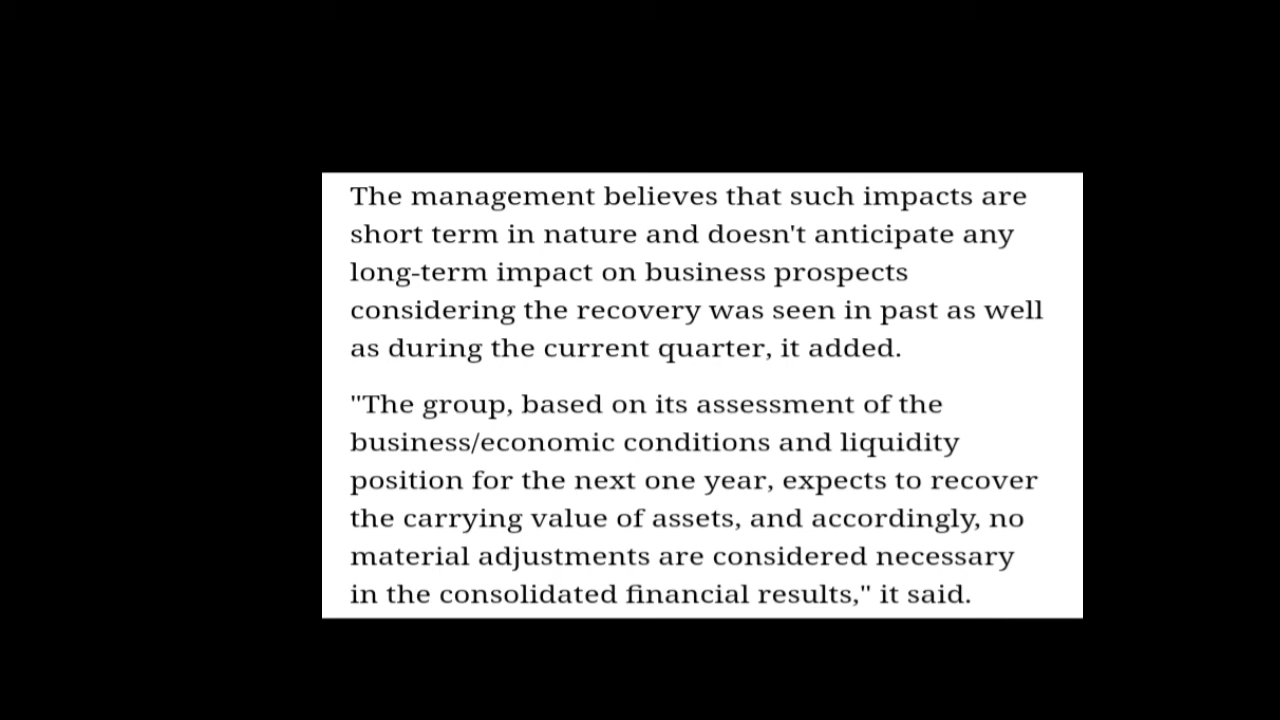 The management believes that such impacts are
short term in nature and doesn't anticipate any
long-term impact on business prospects
considering the recovery was seen in past as well
as during the current quarter, it added.
"The group, based on its assessment of the
business/economic conditions and liquidity
position for the next one year, expects to recover
the carrying value of assets, and accordingly, no
material adjustments are considered necessary
in the consolidated financial results," it said.